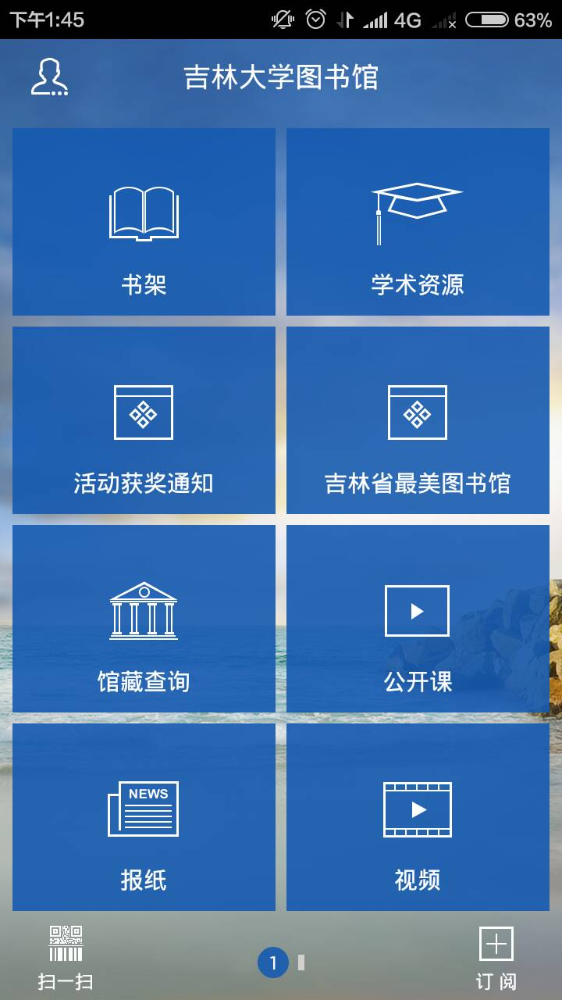 下午1:45 4G 63%
吉林大学图书馆
书架 学术资源
活动获奖通知 吉林省最美图书馆
馆藏查询 公开课
NEWS
报纸 视频
扫一扫 1 订 阅